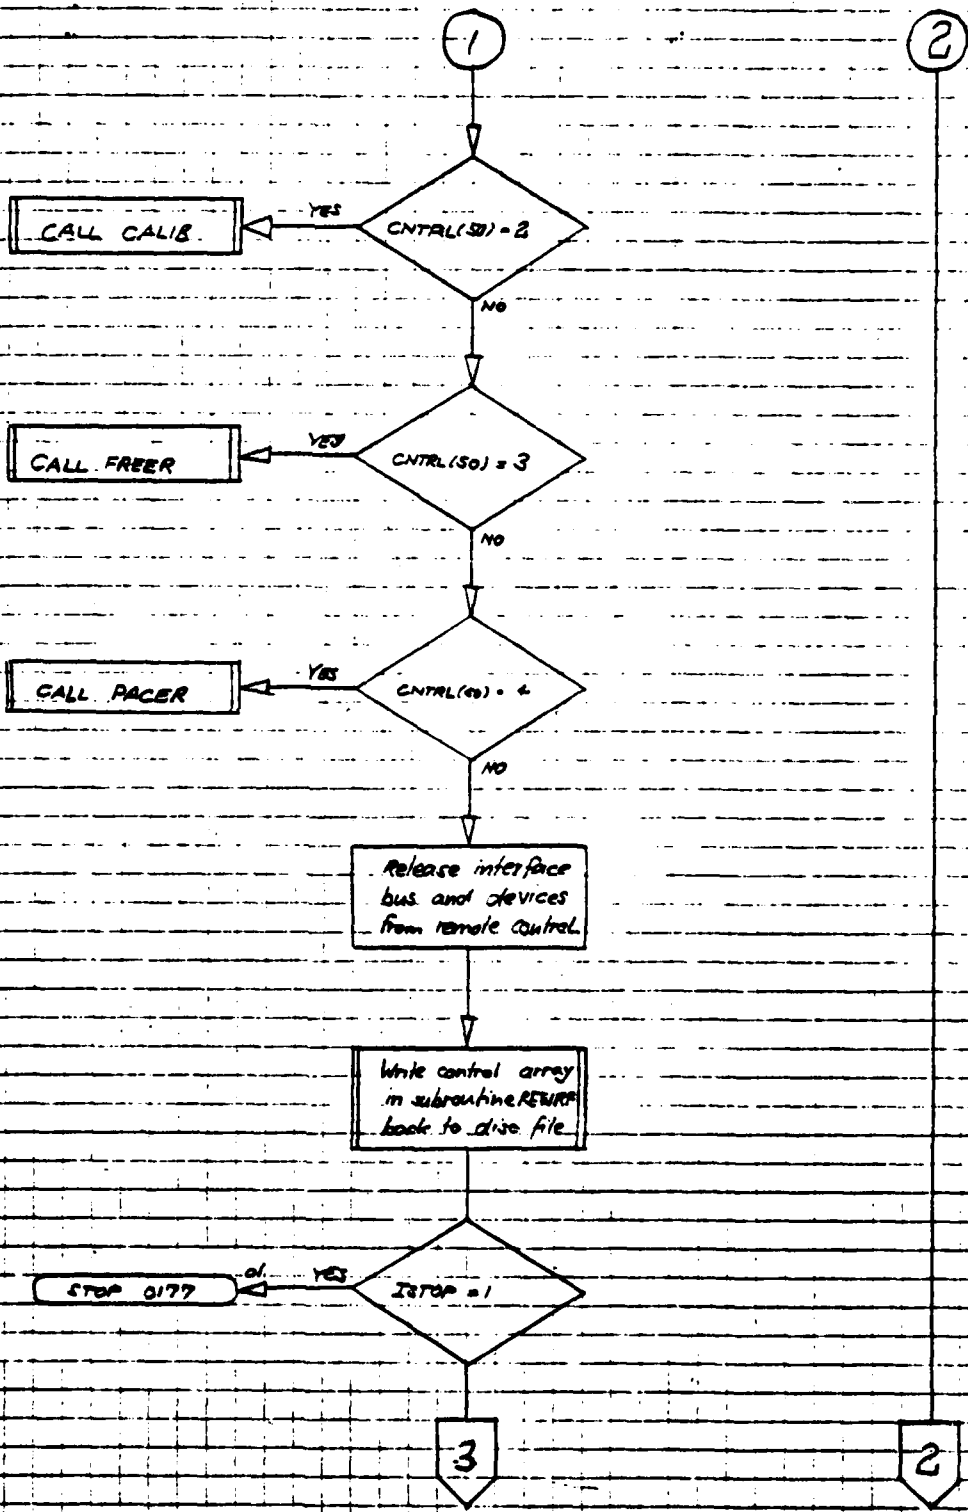 1
2
YES
CALL CALIB
CNTRL(50) = 2
NO
YES
CALL FREER
CNTRL(50) = 3
NO
YES
CALL PACER
CNTRL(50) =
NO
Release interface
bus and devices
from remote control
Write control array
in subroutine
back to disc file
YES
STOP 0177
ISTOP = 1
3
2